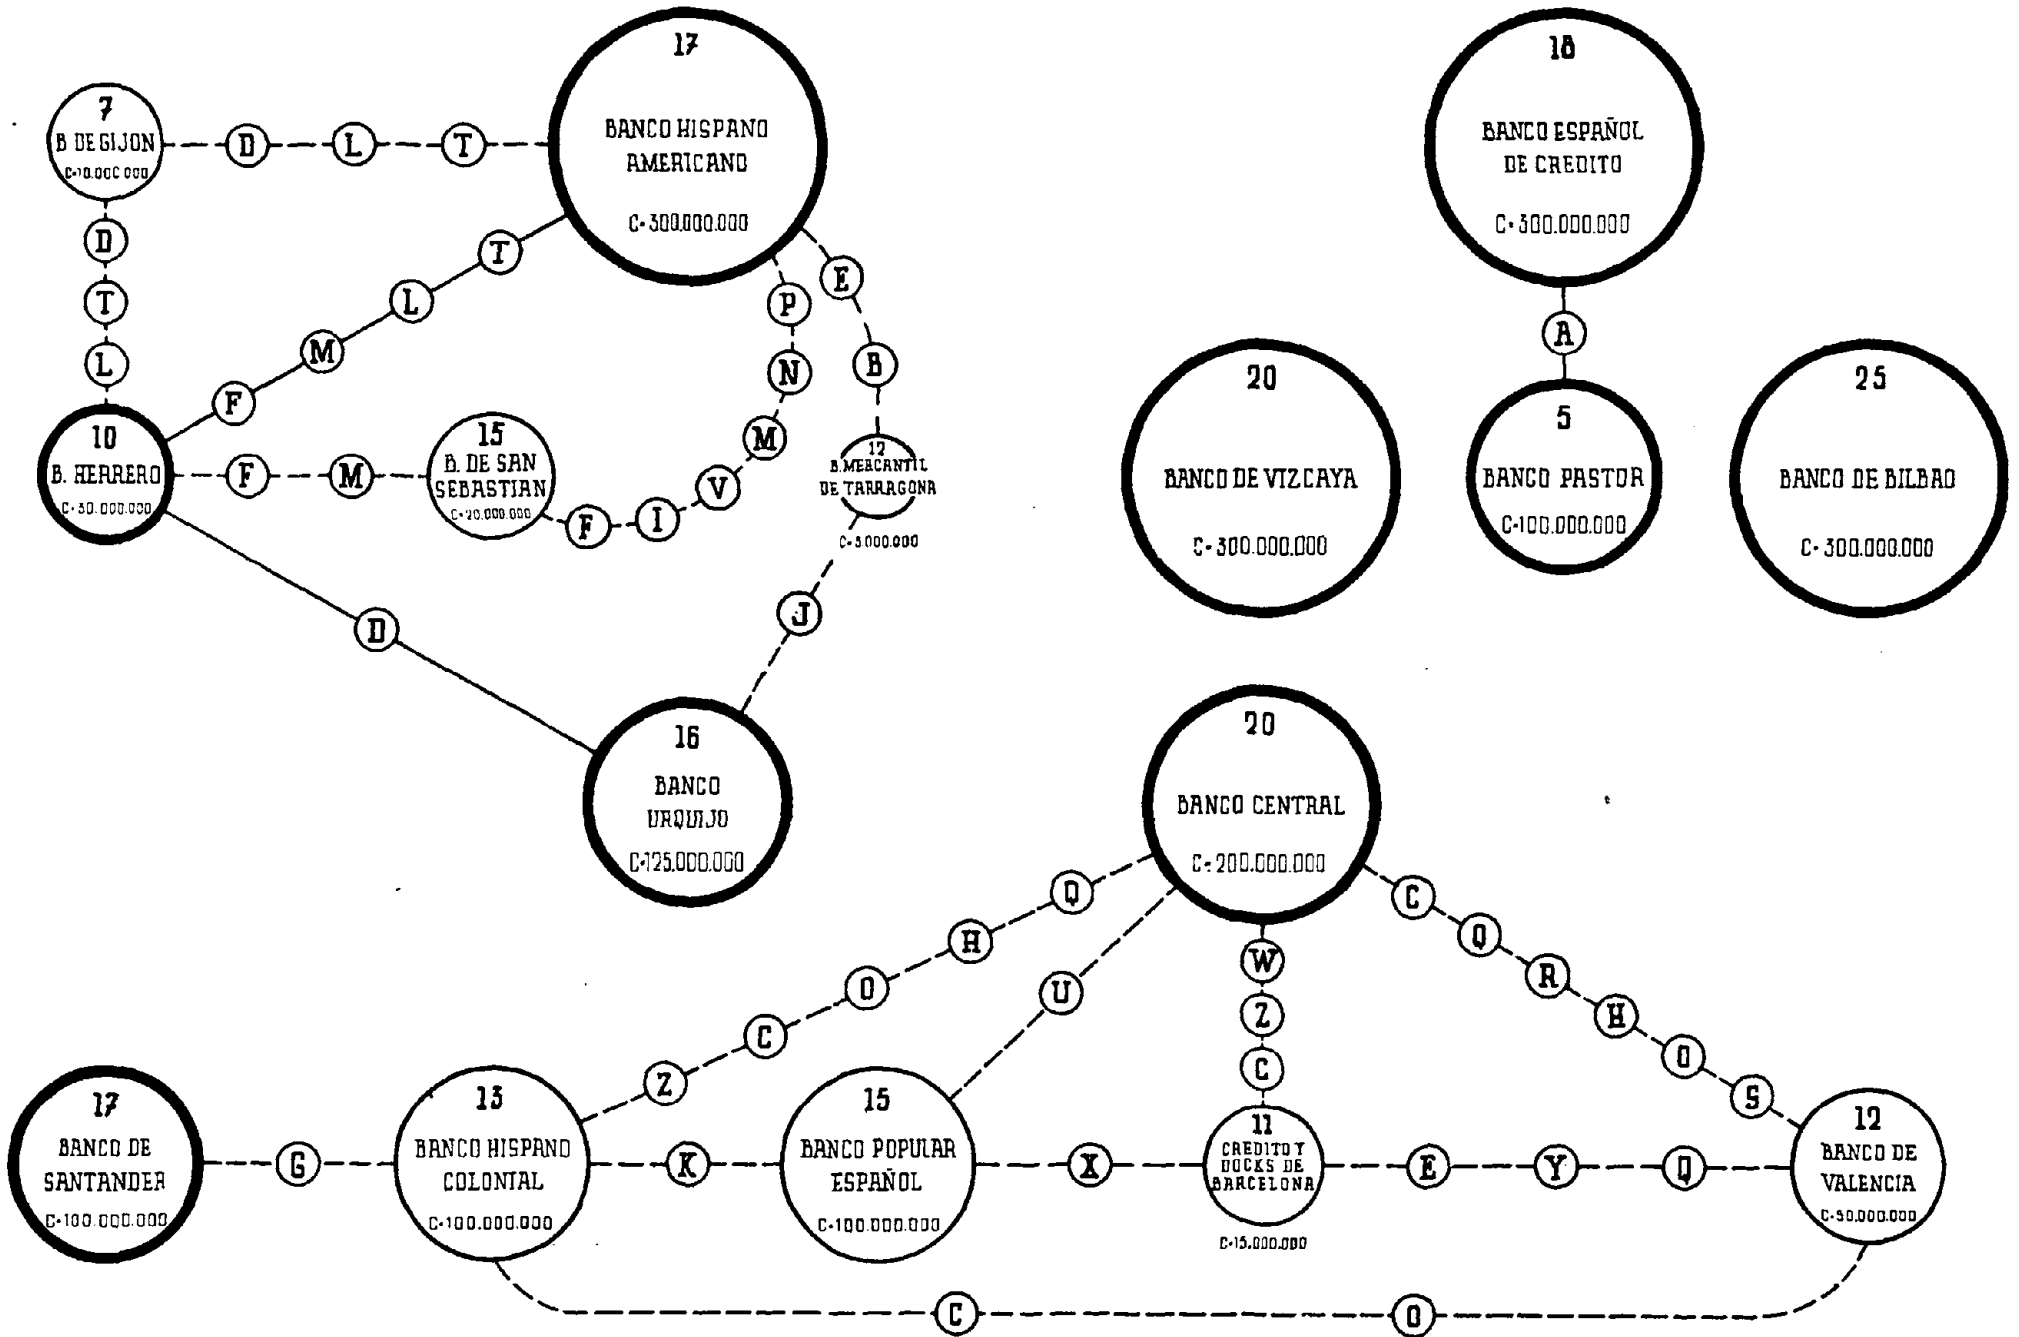 17
BANCO HISPANO
AMERICANO
C-300.000.000
18
BANCO ESPAÑOL
DE CREDITO
C-300.000.000
7
B DE GIJON
C-10.000.000
D L T
D
T
L
F M L T
P
N
M
V
I
F
E
B
A
10
B. HERRERO
C-30.000.000
F M
15
B. DE SAN
SEBASTIAN
C-20.000.000
12
B. MERCANTIL
DE TARRAGONA
C-5.000.000
J
D
20
BANCO DE VIZCAYA
C-300.000.000
5
BANCO PASTOR
C-100.000.000
25
BANCO DE BILBAO
C-300.000.000
16
BANCO
URQUIJO
C-125.000.000
20
BANCO CENTRAL
C-200.000.000
Z C O H Q
U
W
Z
C
C
Q
R
H
O
S
17
BANCO DE
SANTANDER
C-100.000.000
G
13
BANCO HISPANO
COLONIAL
C-100.000.000
K
15
BANCO POPULAR
ESPAÑOL
C-100.000.000
X
11
CREDITO Y
DOCKS DE
BARCELONA
C-15.000.000
E Y Q
12
BANCO DE
VALENCIA
C-50.000.000
C O